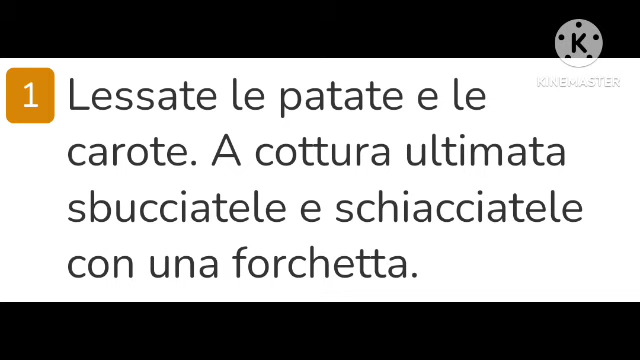 KINEMASTER
1 Lessate le patate e le
carote. A cottura ultimata
sbucciatele e schiacciatele
con una forchetta.